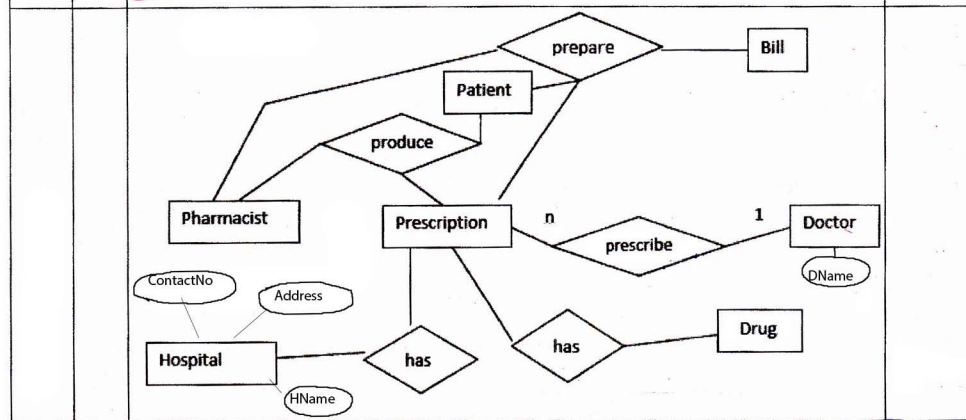 prepare
Bill
Patient
produce
Pharmacist
Prescription
n
prescribe
1
Doctor
DName
ContactNo
Address
Hospital
has
has
Drug
HName